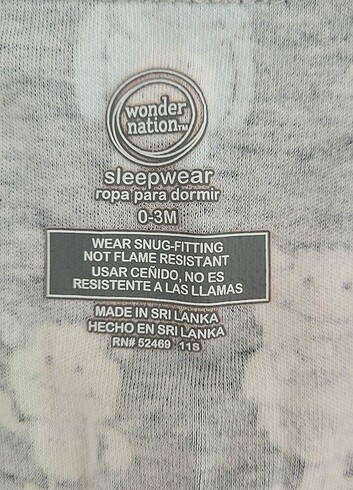 wonder
nation™
sleepwear
ropa para dormir
0-3M
WEAR SNUG-FITTING
NOT FLAME RESISTANT
USAR CEÑIDO, NO ES
RESISTENTE A LAS LLAMAS
MADE IN SRI LANKA
HECHO EN SRI LANKA
RN# 52469 11S